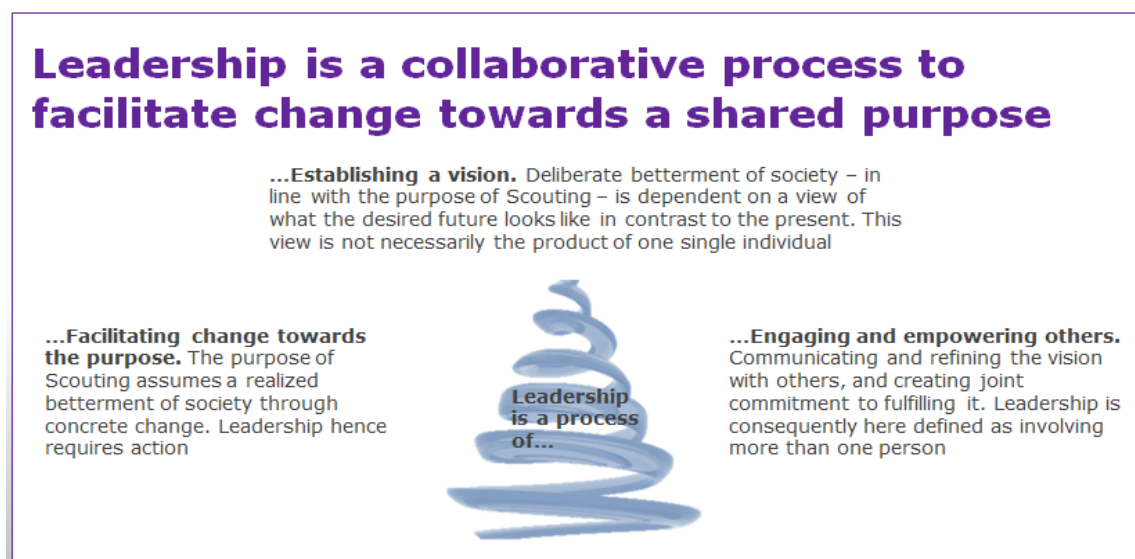 Leadership is a collaborative process to
facilitate change towards a shared purpose
...Establishing a vision. Deliberate betterment of society – in
line with the purpose of Scouting – is dependent on a view of
what the desired future looks like in contrast to the present. This
view is not necessarily the product of one single individual
...Facilitating change towards
the purpose. The purpose of
Scouting assumes a realized
betterment of society through
concrete change. Leadership hence
requires action
Leadership
is a process
of...
...Engaging and empowering others.
Communicating and refining the vision
with others, and creating joint
commitment to fulfilling it. Leadership is
consequently here defined as involving
more than one person